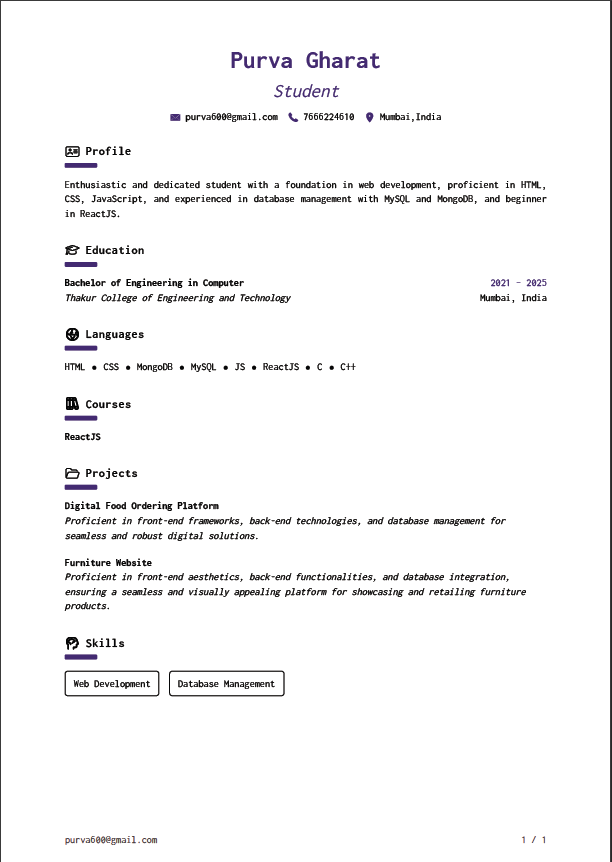 Purva Gharat
Student
purva600@gmail.com 7666224610 Mumbai,India
Profile
Enthusiastic and dedicated student with a foundation in web development, proficient in HTML,
CSS, JavaScript, and experienced in database management with MySQL and MongoDB, and beginner
in ReactJS.
Education
Bachelor of Engineering in Computer 2021 – 2025
Thakur College of Engineering and Technology Mumbai, India
Languages
HTML • CSS • MongoDB • MySQL • JS • ReactJS • C • C++
Courses
ReactJS
Projects
Digital Food Ordering Platform
Proficient in front-end frameworks, back-end technologies, and database management for
seamless and robust digital solutions.
Furniture Website
Proficient in front-end aesthetics, back-end functionalities, and database integration,
ensuring a seamless and visually appealing platform for showcasing and retailing furniture
products.
Skills
Web Development Database Management
purva600@gmail.com 1 / 1